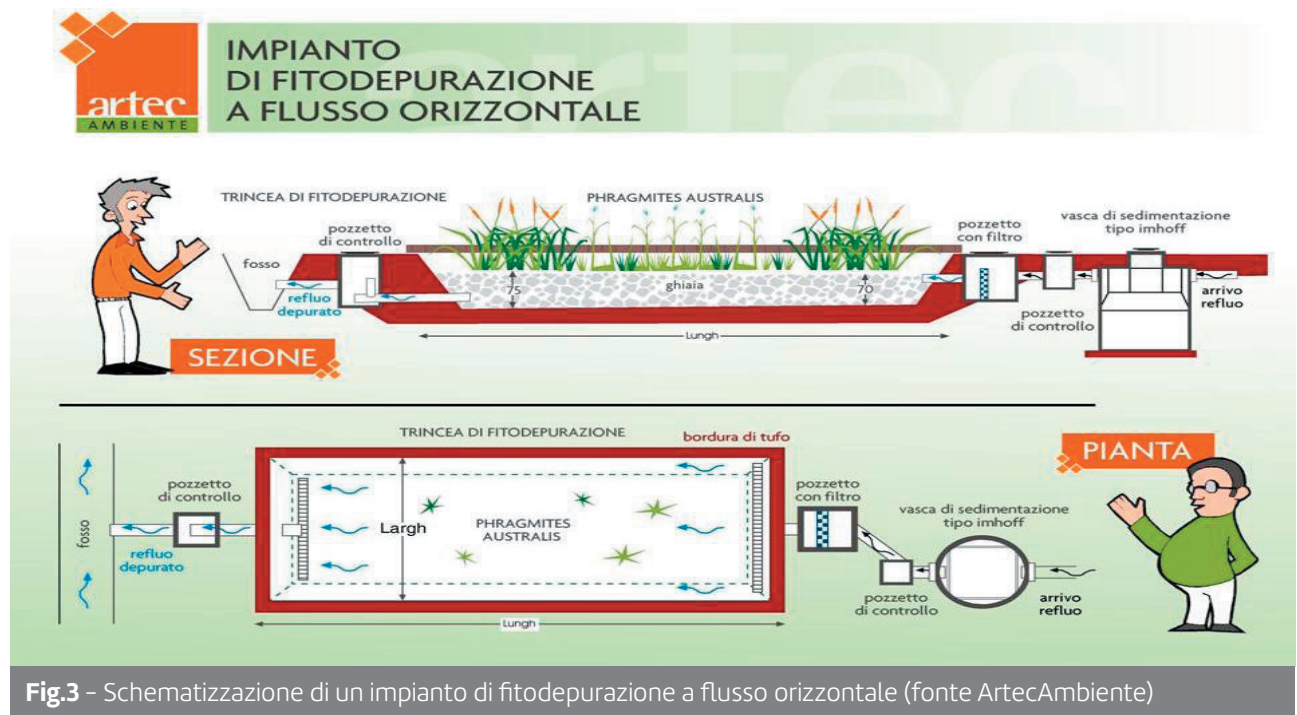 artec
AMBIENTE
IMPIANTO
DI FITODEPURAZIONE
A FLUSSO ORIZZONTALE
TRINCEA DI FITODEPURAZIONE
PHRAGMITES AUSTRALIS
pozzetto
di controllo
pozzetto
con filtro
vasca di sedimentazione
tipo imhoff
fosso
75
ghiaia
70
refluo
depurato
arrivo
refluo
pozzetto
di controllo
Lungh
SEZIONE
TRINCEA DI FITODEPURAZIONE
bordura di tufo
PIANTA
pozzetto
di controllo
pozzetto
con filtro
vasca di sedimentazione
tipo imhoff
fosso
Largh
PHRAGMITES
AUSTRALIS
refluo
depurato
pozzetto
di controllo
arrivo
refluo
Lungh
Fig.3 - Schematizzazione di un impianto di fitodepurazione a flusso orizzontale (fonte ArtecAmbiente)